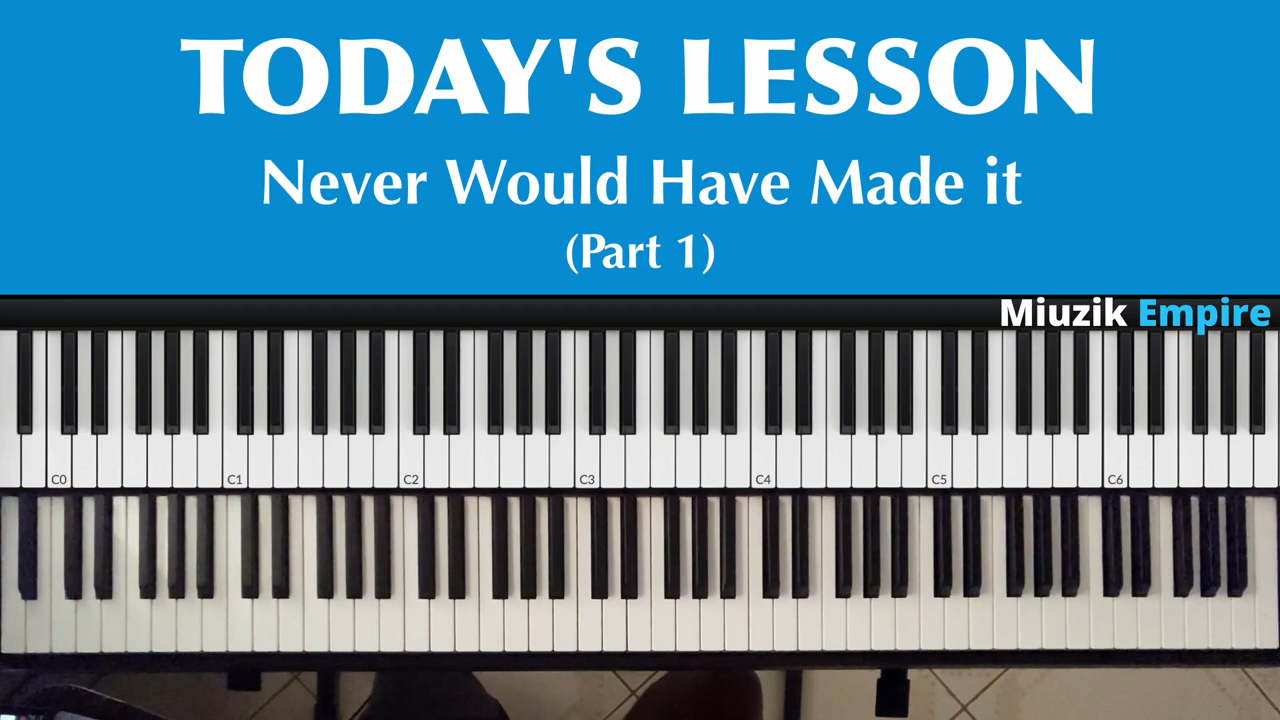 TODAY'S LESSON
Never Would Have Made it
(Part 1)
Miuzik Empire
C0 C1 C2 C3 C4 C5 C6